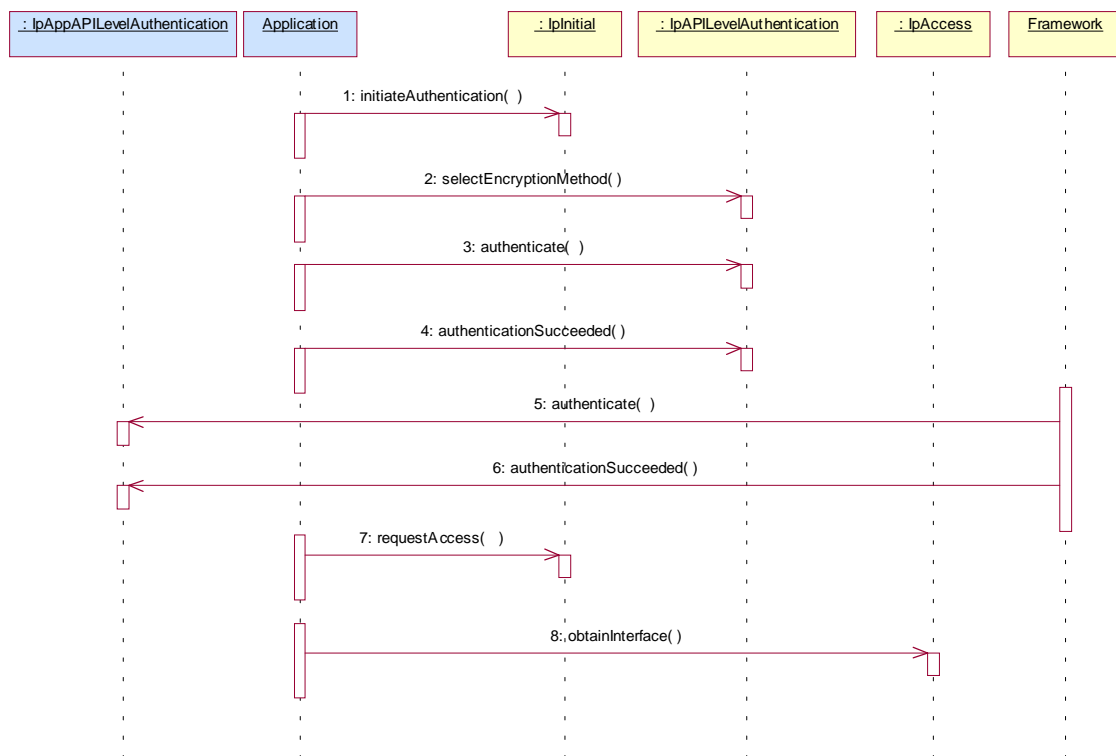 : IpAppAPILevelAuthentication
Application
: IpInitial
: IpAPILevelAuthentication
: IpAccess
Framework
1: initiateAuthentication(  )
2: selectEncryptionMethod( )
3: authenticate(  )
4: authenticationSucceeded( )
5: authenticate(  )
6: authenticationSucceeded( )
7: requestAccess(  )
8: obtainInterface( )